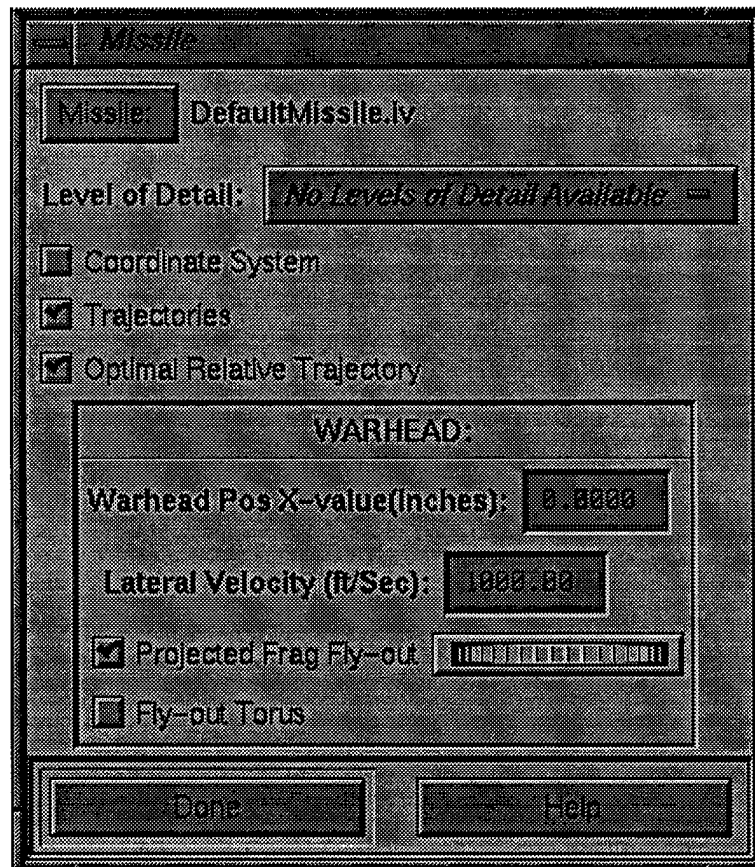 Missile
Missile: DefaultMissile.iv
Level of Detail: No Levels of Detail Available
Coordinate System
Trajectories
Optimal Relative Trajectory
WARHEAD:
Warhead Pos X-value(inches): 0.0000
Lateral Velocity (ft/Sec): 1000.00
Projected Frag Fly-out
Fly-out Torus
Done Help